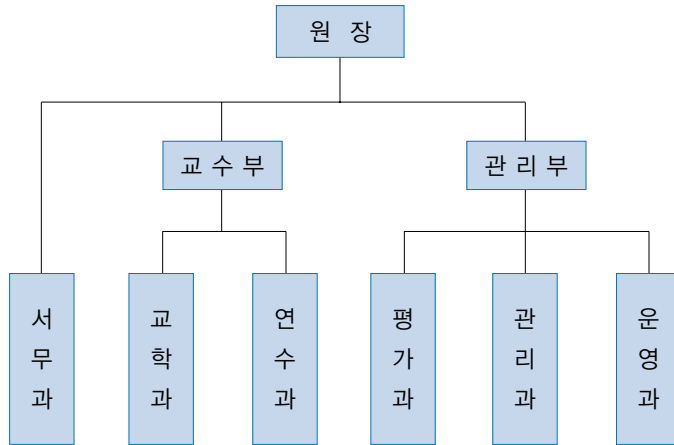 원 장
교 수 부
관 리 부
서무과
교학과
연수과
평가과
관리과
운영과